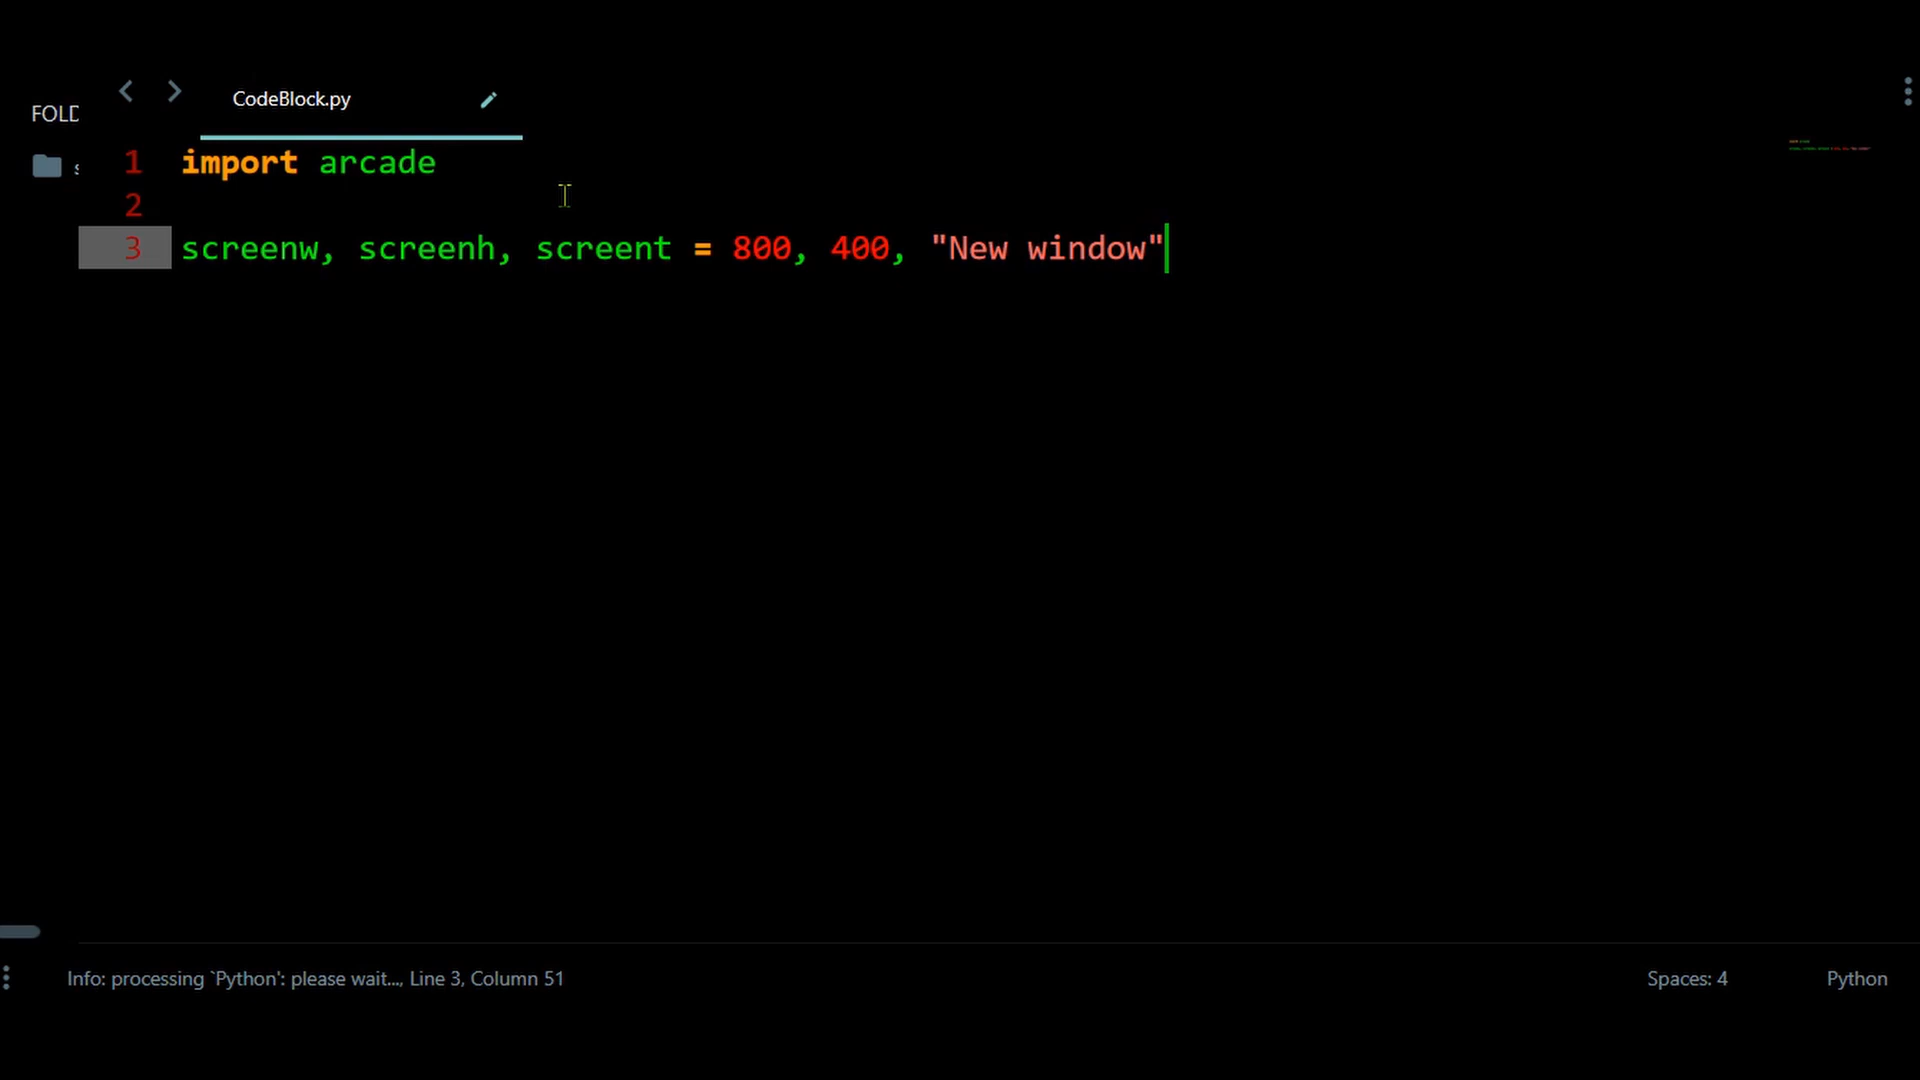 FOLD
CodeBlock.py
1 import arcade
2
3 screenw, screenh, screent = 800, 400, "New window"
Info: processing `Python': please wait..., Line 3, Column 51
Spaces: 4
Python